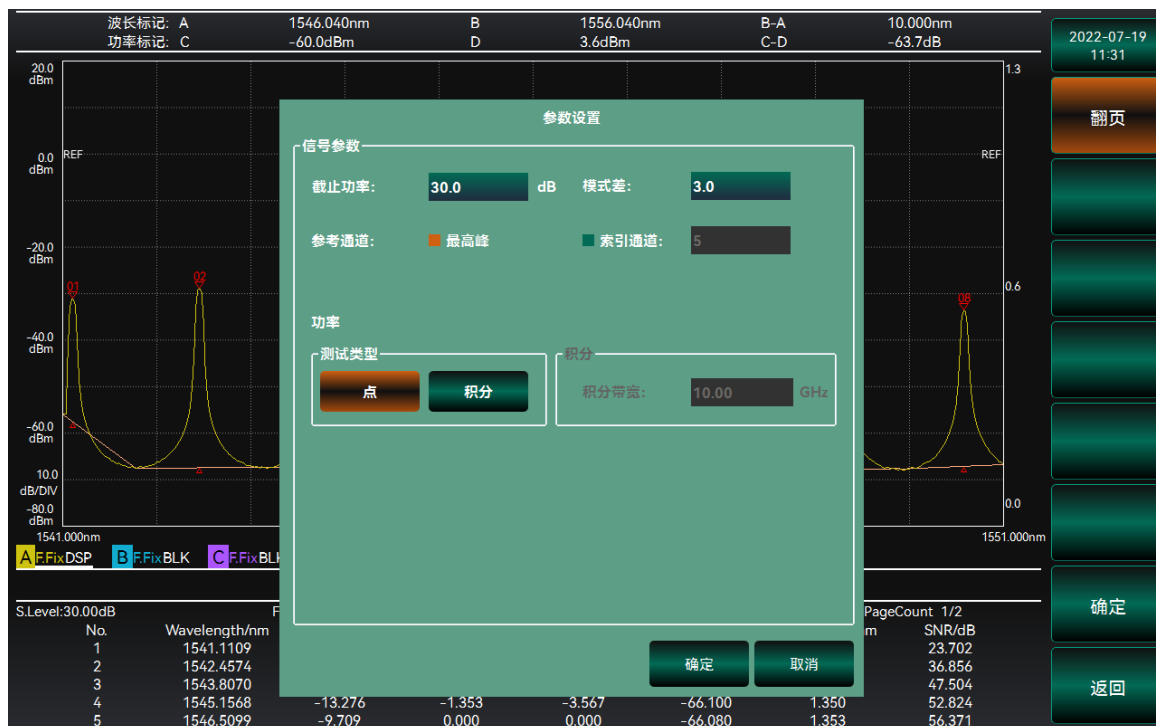 波长标记: A 1546.040nm B 1556.040nm B-A 10.000nm
功率标记: C -60.0dBm D 3.6dBm C-D -63.7dB
2022-07-19
11:31
翻页
确定
返回
20.0
dBm
1.3
0.0
dBm
REF
REF
-20.0
dBm
0.6
-40.0
dBm
-60.0
dBm
10.0
dB/DIV
-80.0
dBm
0.0
01
02
08
1541.000nm
1551.000nm
参数设置
信号参数
截止功率: 30.0 dB 模式差: 3.0
参考通道: 最高峰 索引通道: 5
功率
测试类型
点 积分
积分
积分带宽: 10.00 GHz
确定 取消
A F.Fix DSP B F.Fix BLK C F.Fix
S.Level:30.00dB
PageCount 1/2
No. Wavelength/nm SNR/dB
1 1541.1109 23.702
2 1542.4574 36.856
3 1543.8070 47.504
4 1545.1568 -13.276 -1.353 -3.567 -66.100 1.350 52.824
5 1546.5099 -9.709 0.000 0.000 -66.080 1.353 56.371